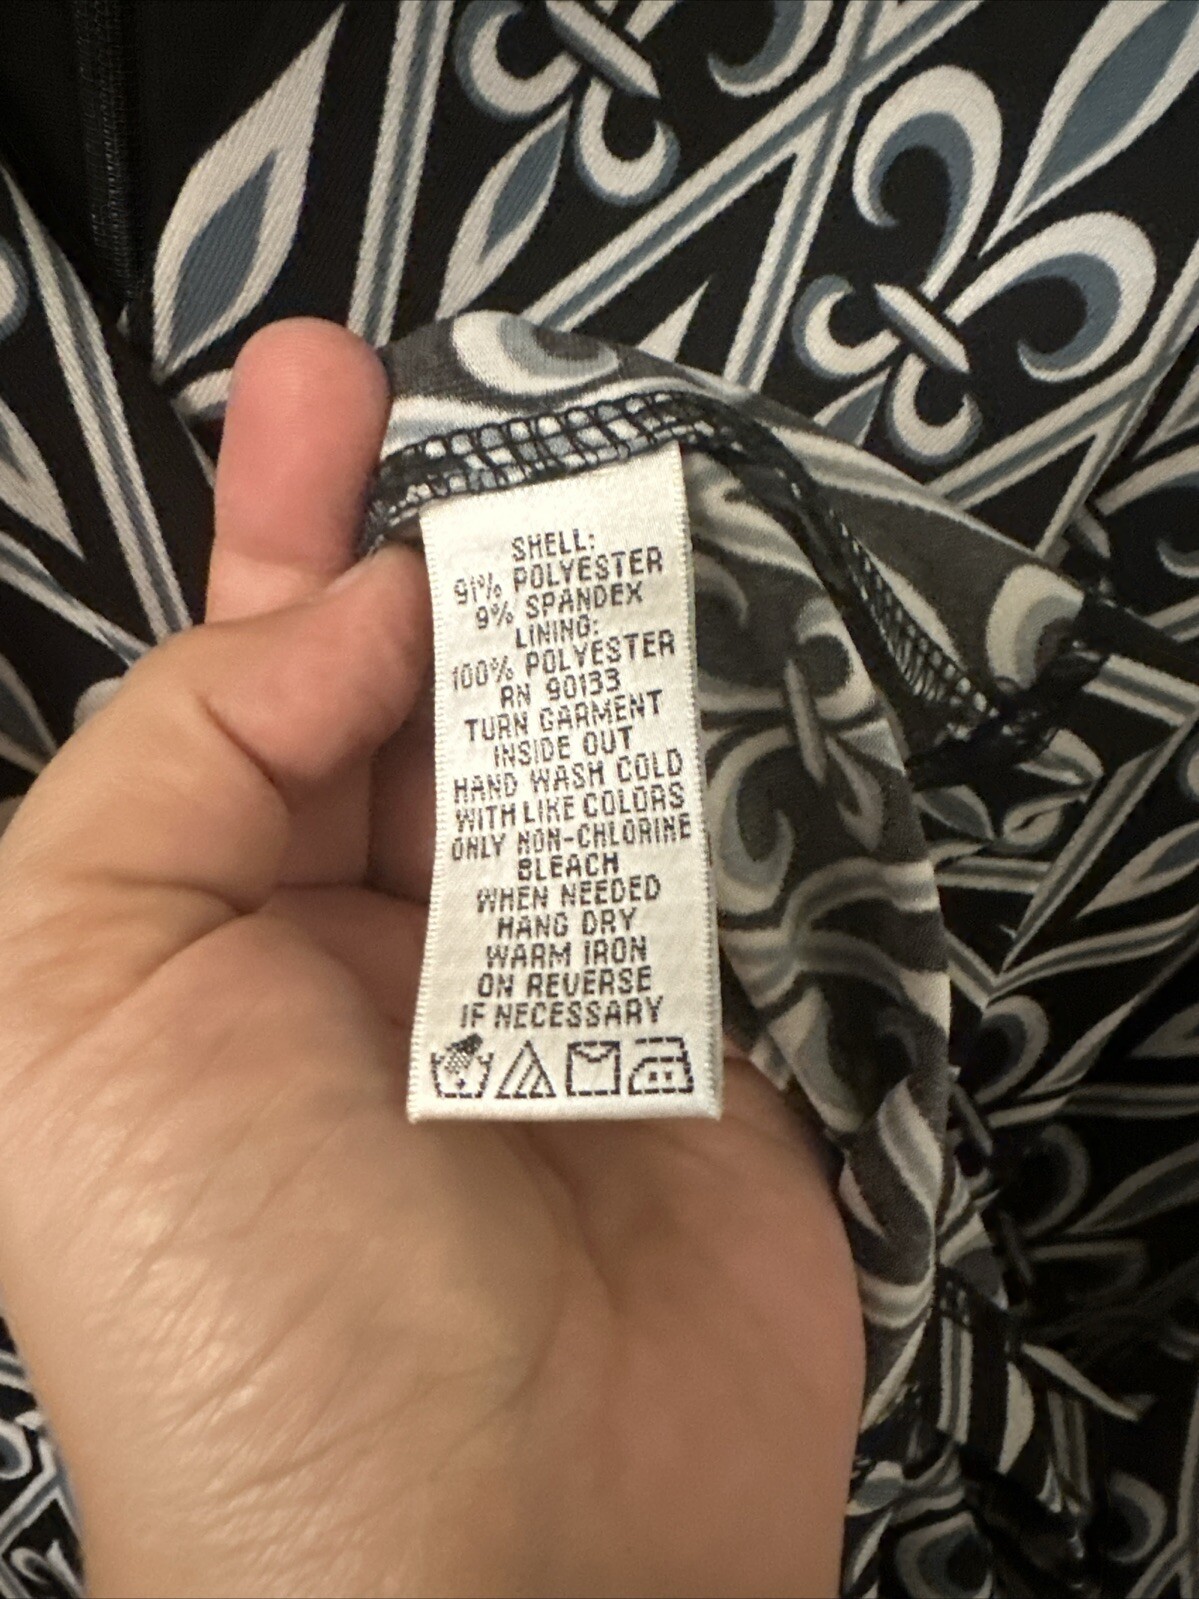 SHELL:
91% POLYESTER
9% SPANDEX
LINING:
100% POLYESTER
RN 90133
TURN GARMENT
INSIDE OUT
HAND WASH COLD
WITH LIKE COLORS
ONLY NON-CHLORINE
BLEACH
WHEN NEEDED
HANG DRY
WARM IRON
ON REVERSE
IF NECESSARY